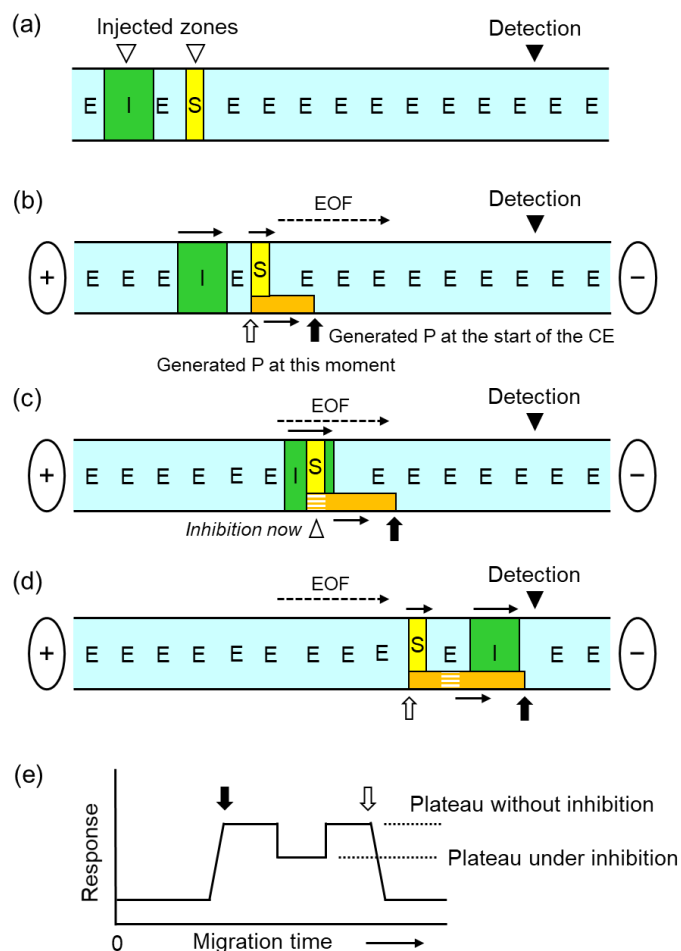 (a)
Injected zones
Detection
E I E S E E E E E E E E E E
(b)
EOF
Detection
+ E E E I E S E E E E E E E E −
Generated P at the start of the CE
Generated P at this moment
(c)
EOF
Detection
+ E E E E E E I S E E E E E E E −
Inhibition now
(d)
EOF
Detection
+ E E E E E E E E E S E I E E −
(e)
Response
Plateau without inhibition
Plateau under inhibition
0
Migration time